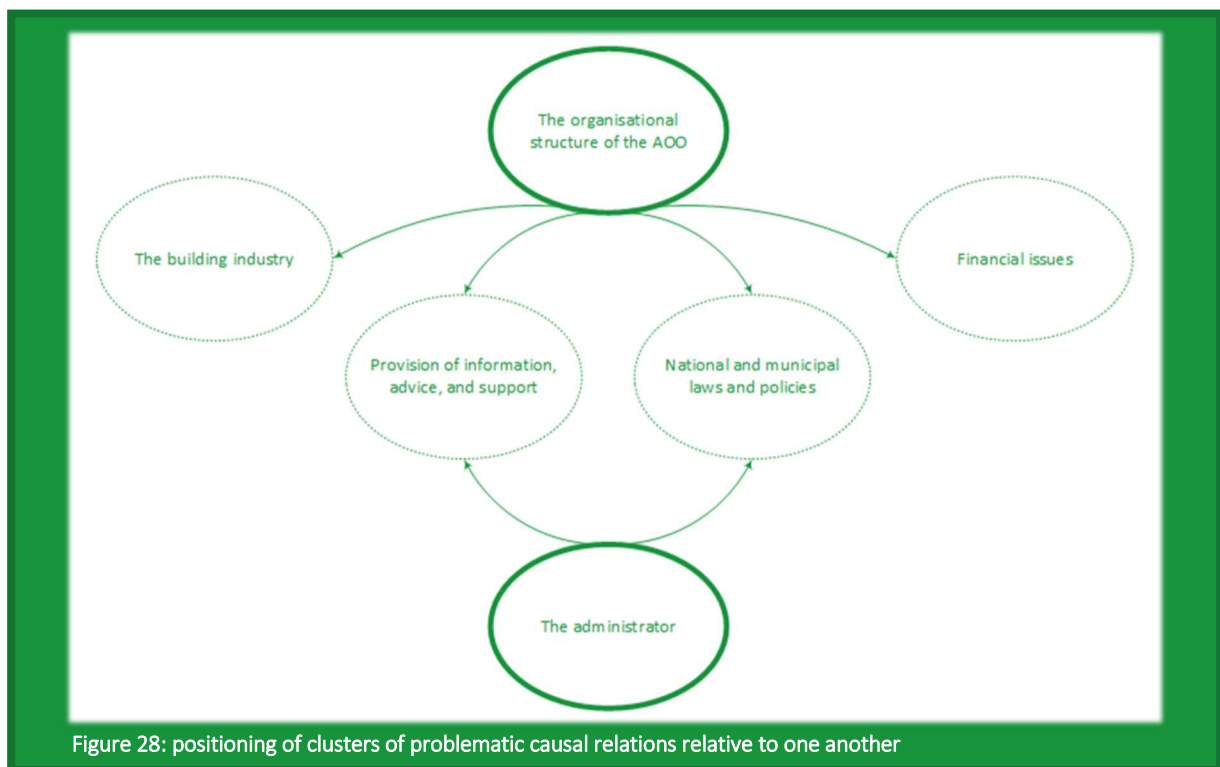 The organisational
structure of the AOO
The building industry
Financial issues
Provision of information,
advice, and support
National and municipal
laws and policies
The administrator
Figure 28: positioning of clusters of problematic causal relations relative to one another